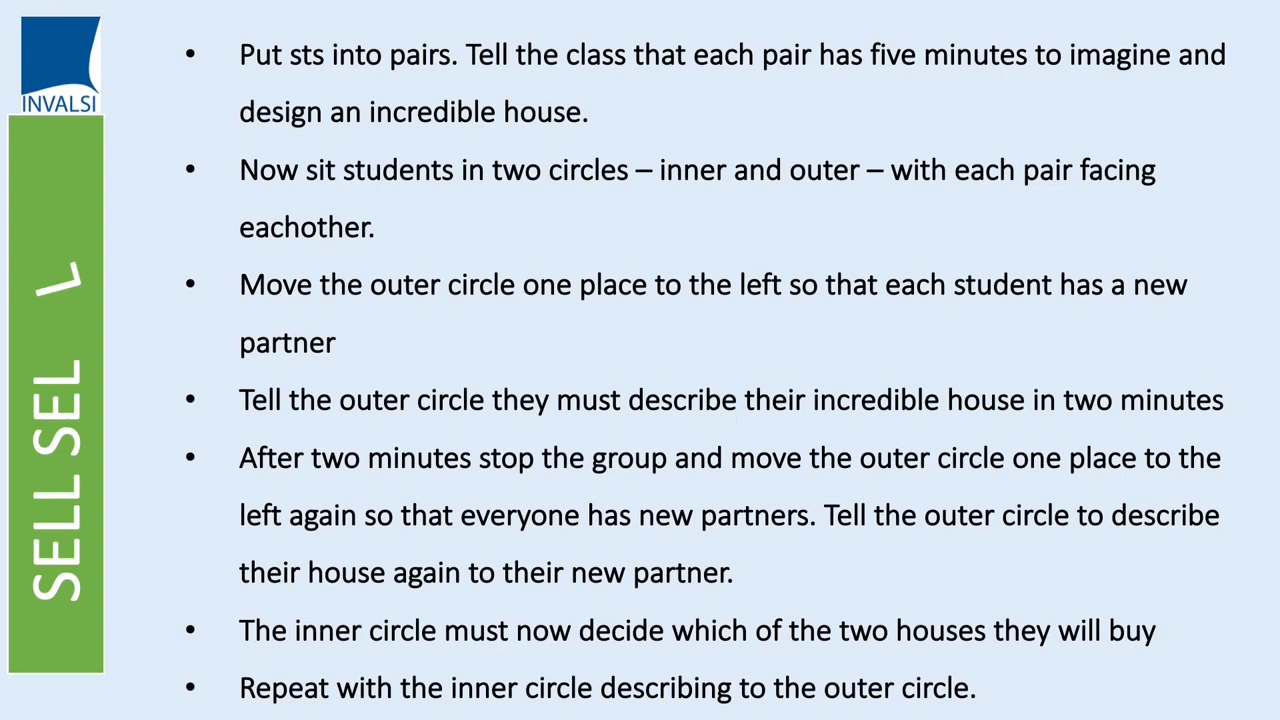 INVALSI
SELL SEL L
• Put sts into pairs. Tell the class that each pair has five minutes to imagine and
design an incredible house.
• Now sit students in two circles – inner and outer – with each pair facing
eachother.
• Move the outer circle one place to the left so that each student has a new
partner
• Tell the outer circle they must describe their incredible house in two minutes
• After two minutes stop the group and move the outer circle one place to the
left again so that everyone has new partners. Tell the outer circle to describe
their house again to their new partner.
• The inner circle must now decide which of the two houses they will buy
• Repeat with the inner circle describing to the outer circle.